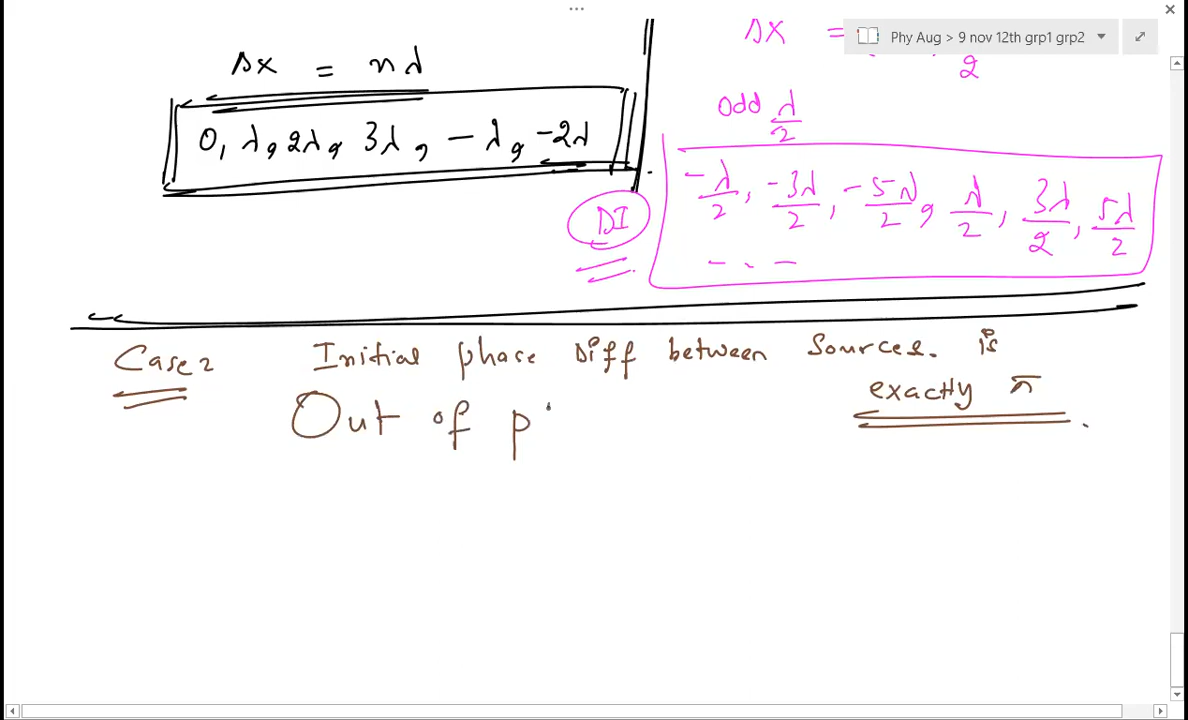 Phy Aug > 9 nov 12th grp1 grp2
Δx = nλ
0, λ, 2λ, 3λ, -λ, -2λ
Δx =
2
odd λ/2
-λ/2, -3λ/2, -5λ/2, λ/2, 3λ/2, 5λ/2
- . -
DI
Case 2 Initial phase Diff between Sources. is
exactly π
Out of p